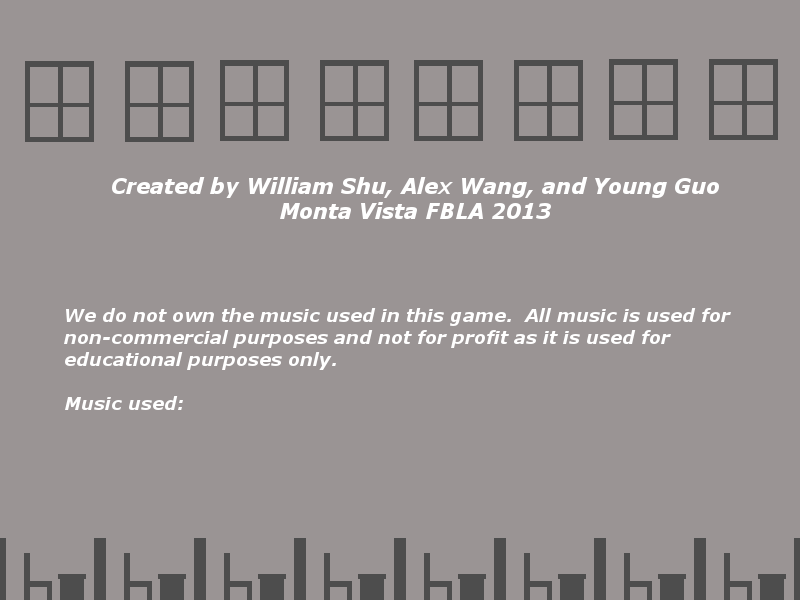 Created by William Shu, Alex Wang, and Young Guo
Monta Vista FBLA 2013
We do not own the music used in this game.  All music is used for
non-commercial purposes and not for profit as it is used for
educational purposes only.
Music used: